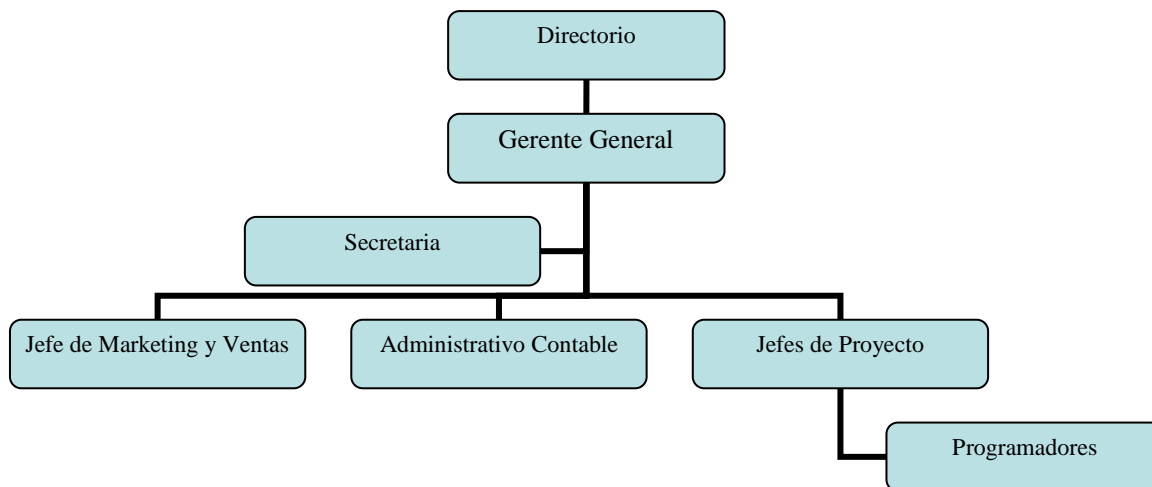 Directorio
Gerente General
Secretaria
Jefe de Marketing y Ventas
Administrativo Contable
Jefes de Proyecto
Programadores